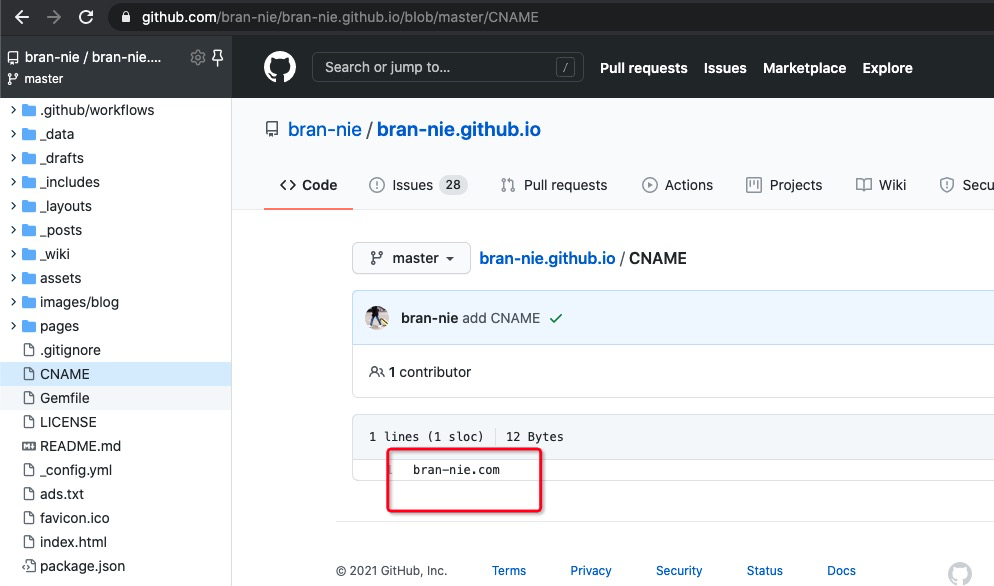 github.com/bran-nie/bran-nie.github.io/blob/master/CNAME
bran-nie / bran-nie....
master
.github/workflows
_data
_drafts
_includes
_layouts
_posts
_wiki
assets
images/blog
pages
.gitignore
CNAME
Gemfile
LICENSE
README.md
_config.yml
ads.txt
favicon.ico
index.html
package.json
Search or jump to... /
Pull requests Issues Marketplace Explore
bran-nie / bran-nie.github.io
<> Code Issues 28 Pull requests Actions Projects Wiki Secu
master bran-nie.github.io / CNAME
bran-nie add CNAME
1 contributor
1 lines (1 sloc) 12 Bytes
bran-nie.com
© 2021 GitHub, Inc. Terms Privacy Security Status Docs